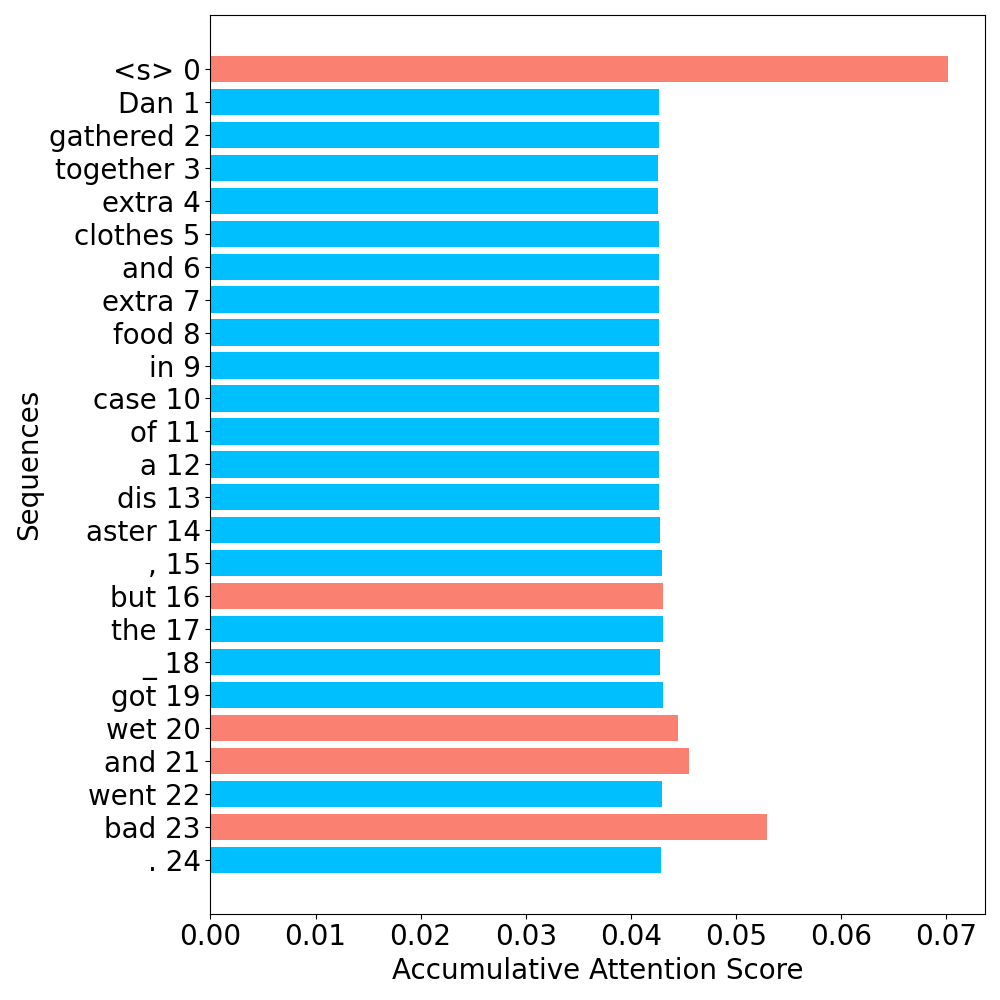 <s> 0
Dan 1
gathered 2
together 3
extra 4
clothes 5
and 6
extra 7
food 8
in 9
case 10
of 11
a 12
dis 13
aster 14
, 15
but 16
the 17
_ 18
got 19
wet 20
and 21
went 22
bad 23
. 24
Sequences
0.00 0.01 0.02 0.03 0.04 0.05 0.06 0.07
Accumulative Attention Score